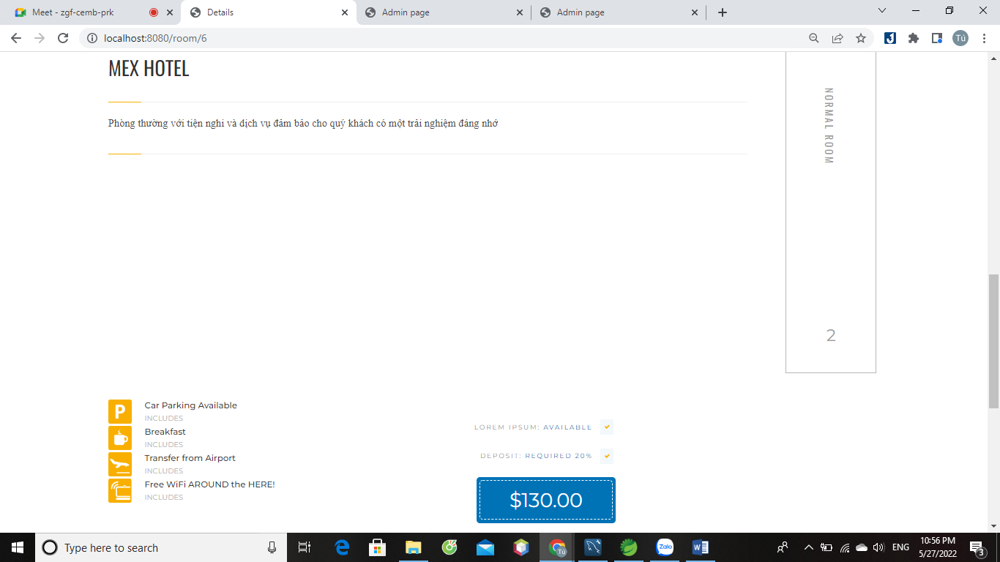 Meet - zgf-cemb-prk
Details
Admin page
Admin page
localhost:8080/room/6
Tú
MEX HOTEL
Phòng thường với tiện nghi và dịch vụ đảm bảo cho quý khách có một trải nghiệm đáng nhớ
NORMAL ROOM
2
P
Car Parking Available
INCLUDES
Breakfast
INCLUDES
Transfer from Airport
INCLUDES
Free WiFi AROUND the HERE!
INCLUDES
LOREM IPSUM: AVAILABLE
DEPOSIT: REQUIRED 20%
$130.00
Type here to search
Tú
Zalo
ENG
10:56 PM
5/27/2022
3